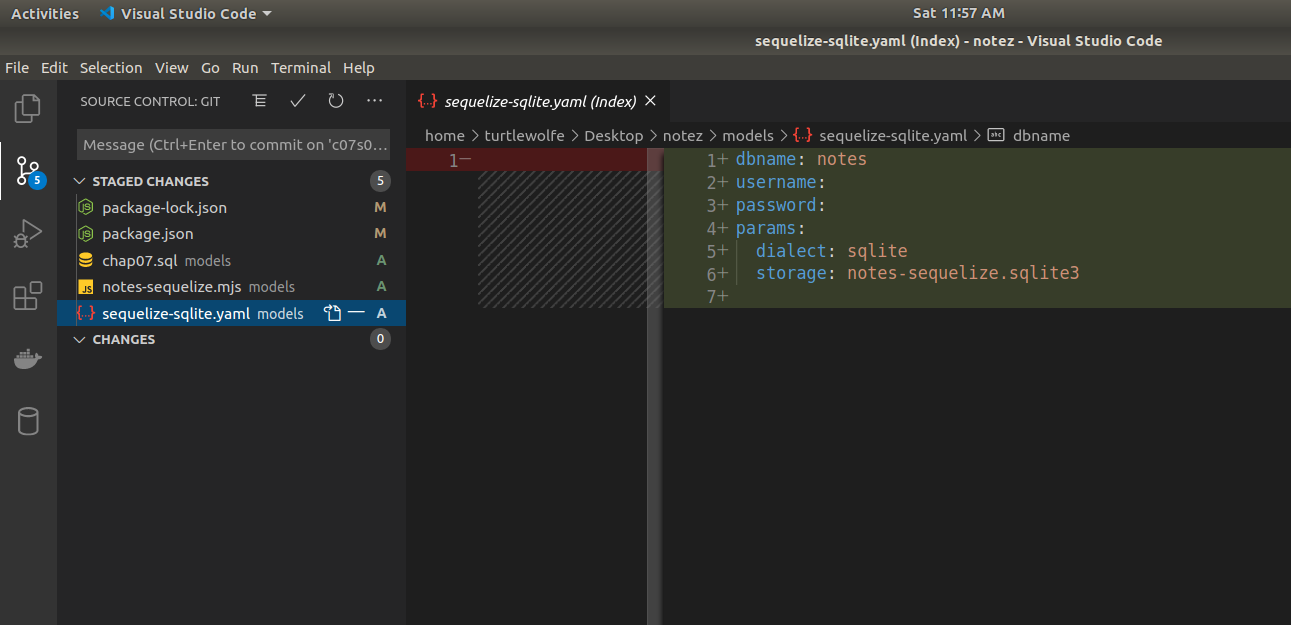 Activities Visual Studio Code Sat 11:57 AM
sequelize-sqlite.yaml (Index) - notez - Visual Studio Code
File Edit Selection View Go Run Terminal Help
SOURCE CONTROL: GIT
sequelize-sqlite.yaml (Index)
Message (Ctrl+Enter to commit on 'c07s0...
home > turtlewolfe > Desktop > notez > models > {..} sequelize-sqlite.yaml > abc dbname
5
STAGED CHANGES 5
package-lock.json M
package.json M
chap07.sql models A
JS notes-sequelize.mjs models A
{..} sequelize-sqlite.yaml models A
CHANGES 0
1−
1+ dbname: notes
2+ username:
3+ password:
4+ params:
5+ dialect: sqlite
6+ storage: notes-sequelize.sqlite3
7+